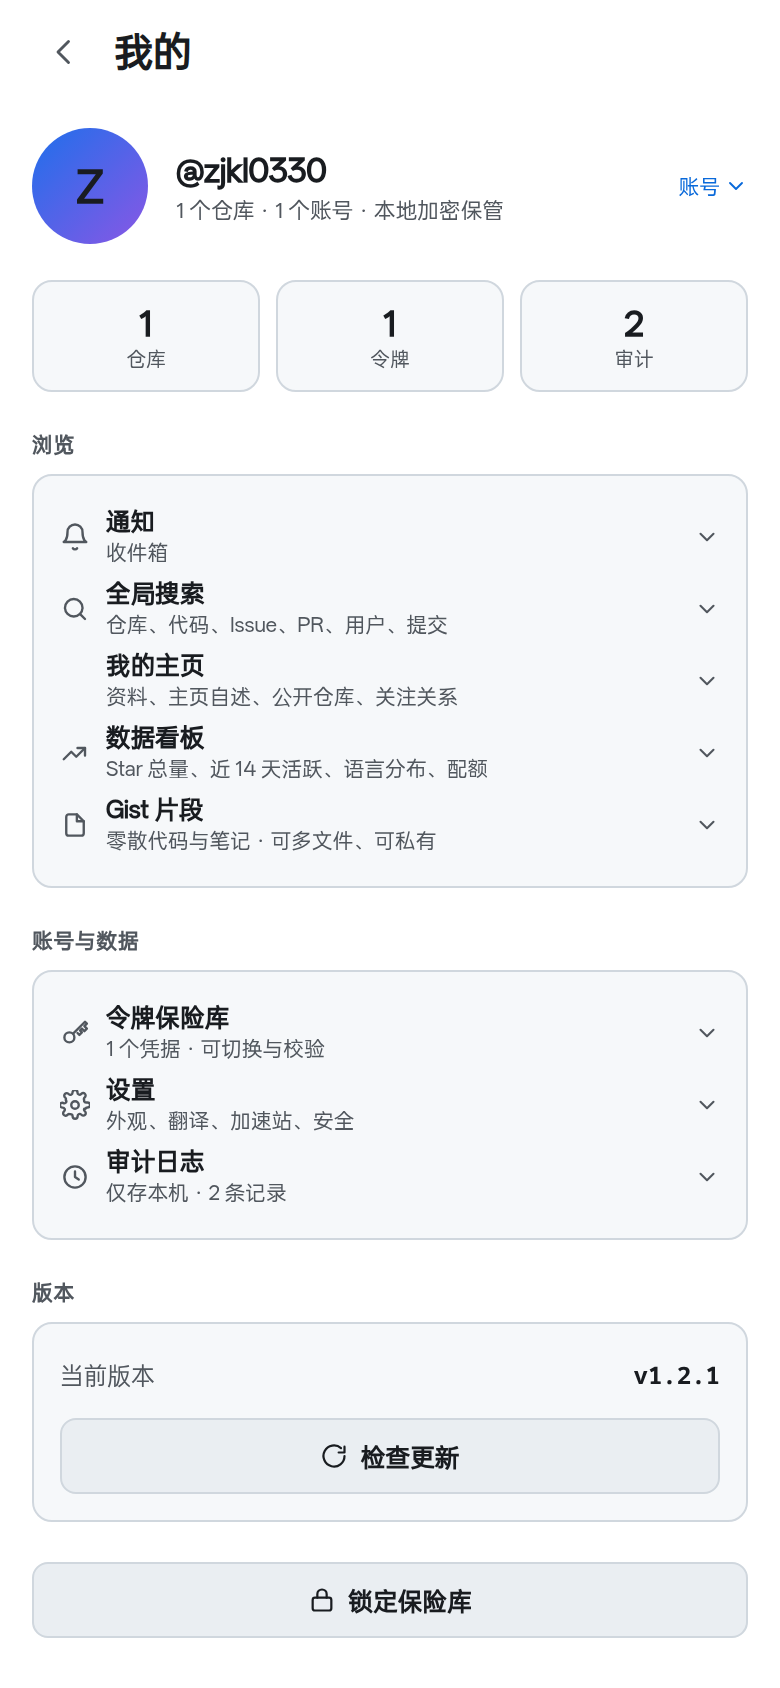 我的
Z
@zjkl0330
1 个仓库 · 1 个账号 · 本地加密保管
账号
1
仓库
1
令牌
2
审计
浏览
通知
收件箱
全局搜索
仓库、代码、Issue、PR、用户、提交
我的主页
资料、主页自述、公开仓库、关注关系
数据看板
Star 总量、近 14 天活跃、语言分布、配额
Gist 片段
零散代码与笔记 · 可多文件、可私有
账号与数据
令牌保险库
1 个凭据 · 可切换与校验
设置
外观、翻译、加速站、安全
审计日志
仅存本机 · 2 条记录
版本
当前版本 v1.2.1
检查更新
锁定保险库